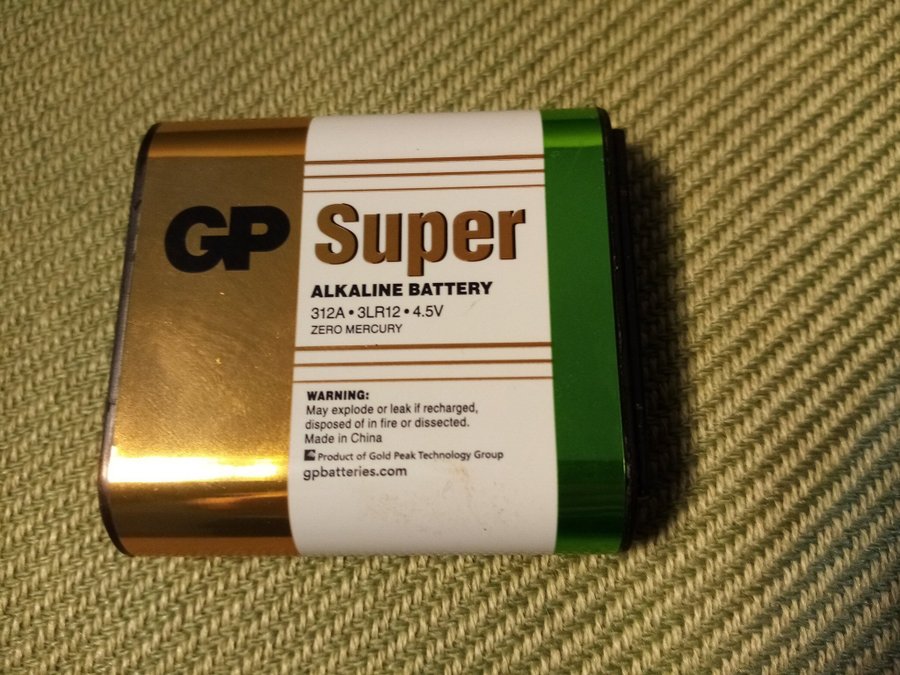 GP
Super
ALKALINE BATTERY
312A • 3LR12 • 4.5V
ZERO MERCURY
WARNING:
May explode or leak if recharged,
disposed of in fire or dissected.
Made in China
Product of Gold Peak Technology Group
gpbatteries.com